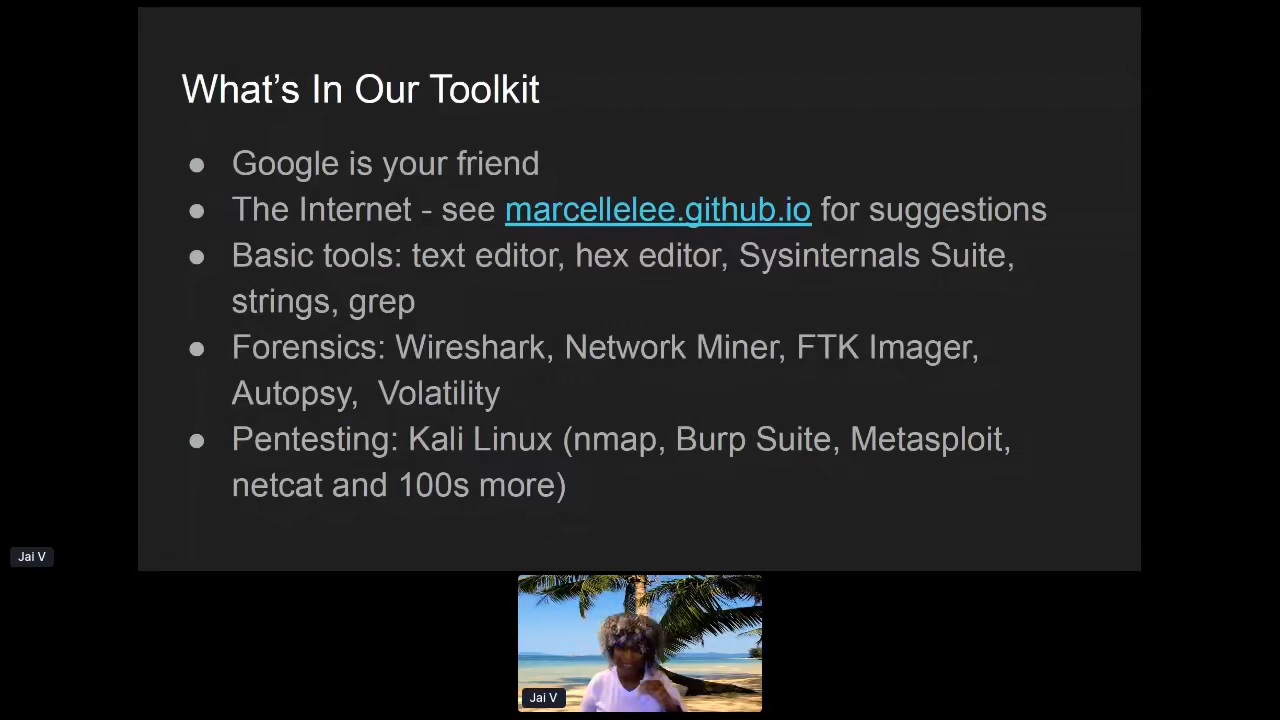 What's In Our Toolkit
● Google is your friend
● The Internet - see marcellelee.github.io for suggestions
● Basic tools: text editor, hex editor, Sysinternals Suite,
strings, grep
● Forensics: Wireshark, Network Miner, FTK Imager,
Autopsy,  Volatility
● Pentesting: Kali Linux (nmap, Burp Suite, Metasploit,
netcat and 100s more)
Jai V
Jai V